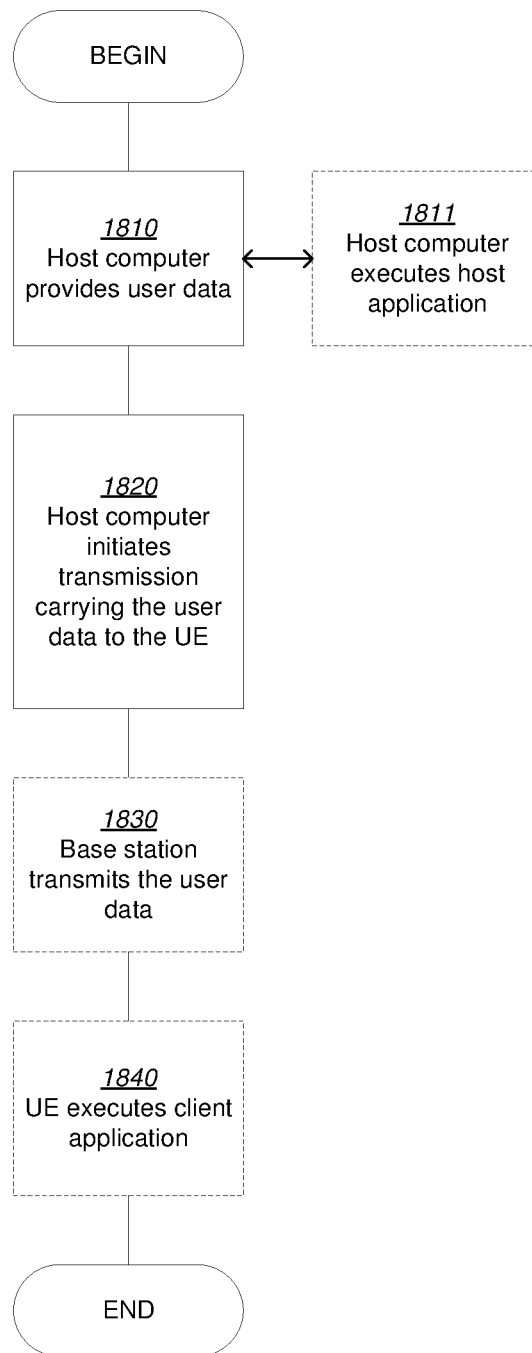 BEGIN
1810
Host computer
provides user data
1811
Host computer
executes host
application
1820
Host computer
initiates
transmission
carrying the user
data to the UE
1830
Base station
transmits the user
data
1840
UE executes client
application
END